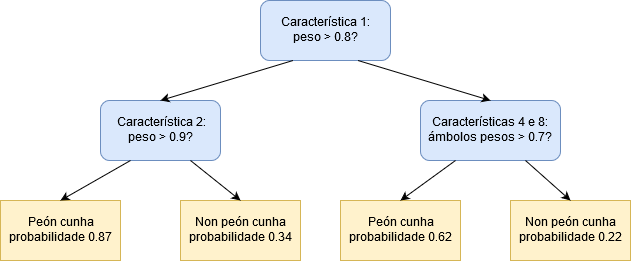 Característica 1:
peso > 0.8?
Característica 2:
peso > 0.9?
Características 4 e 8:
ámbolos pesos > 0.7?
Peón cunha
probabilidade 0.87
Non peón cunha
probabilidade 0.34
Peón cunha
probabilidade 0.62
Non peón cunha
probabilidade 0.22